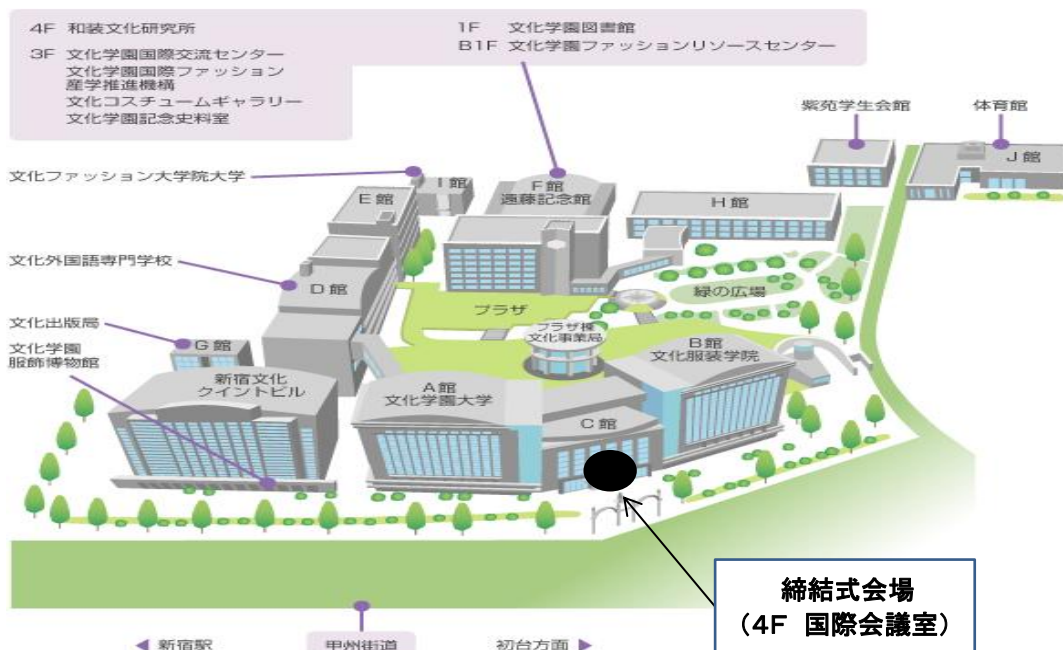 4F 和装文化研究所
3F 文化学園国際交流センター
文化学園国際ファッション
産学推進機構
文化コスチュームギャラリー
文化学園記念史料室
1F 文化学園図書館
B1F 文化学園ファッションリソースセンター
紫苑学生会館
体育館
J館
文化ファッション大学院大学
I館
F館
遠藤記念館
E館
H館
文化外国語専門学校
D館
緑の広場
プラザ
文化出版局
G館
プラザ棟
文化事業局
文化学園
服飾博物館
新宿文化
クイントビル
A館
文化学園大学
B館
文化服装学院
C館
締結式会場
(4F 国際会議室)
◀ 新宿駅
甲州街道
初台方面 ▶